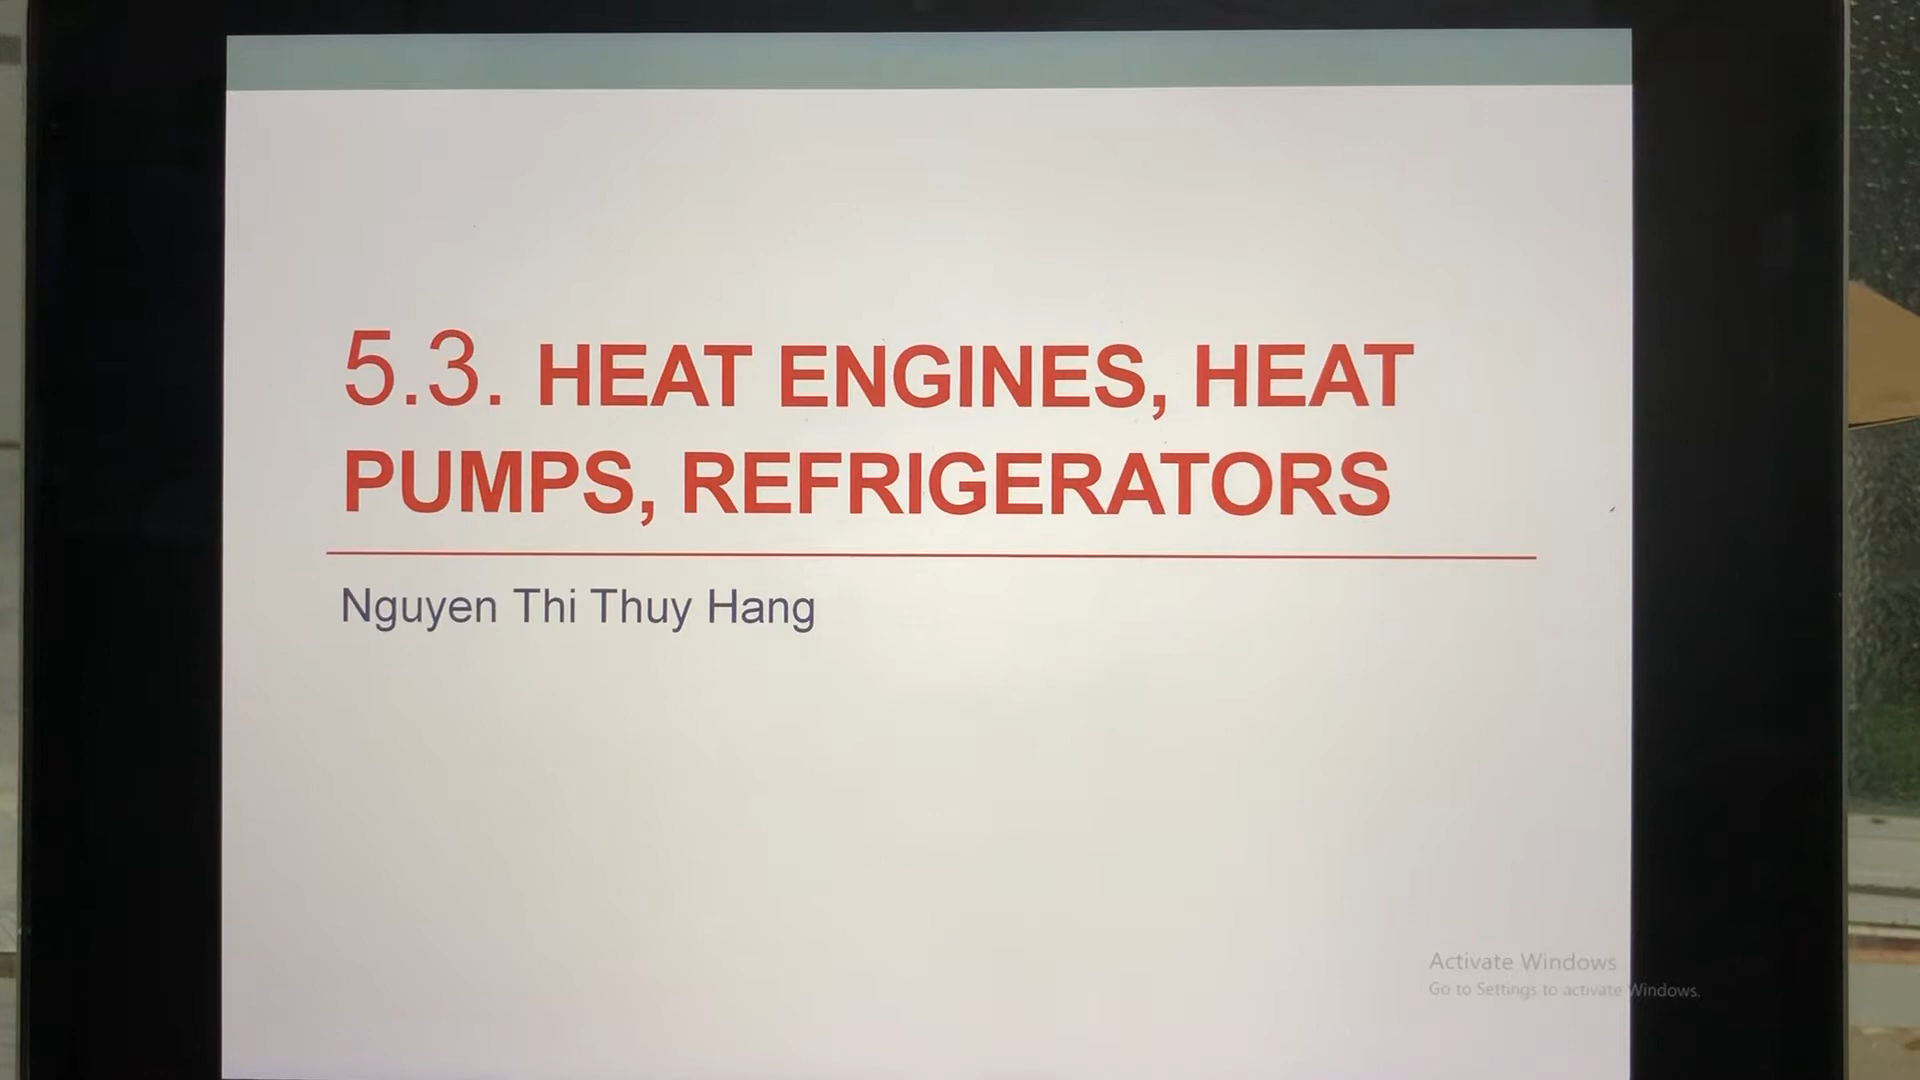 5.3. HEAT ENGINES, HEAT
PUMPS, REFRIGERATORS
Nguyen Thi Thuy Hang
Activate Windows
Go to Settings to activate Windows.